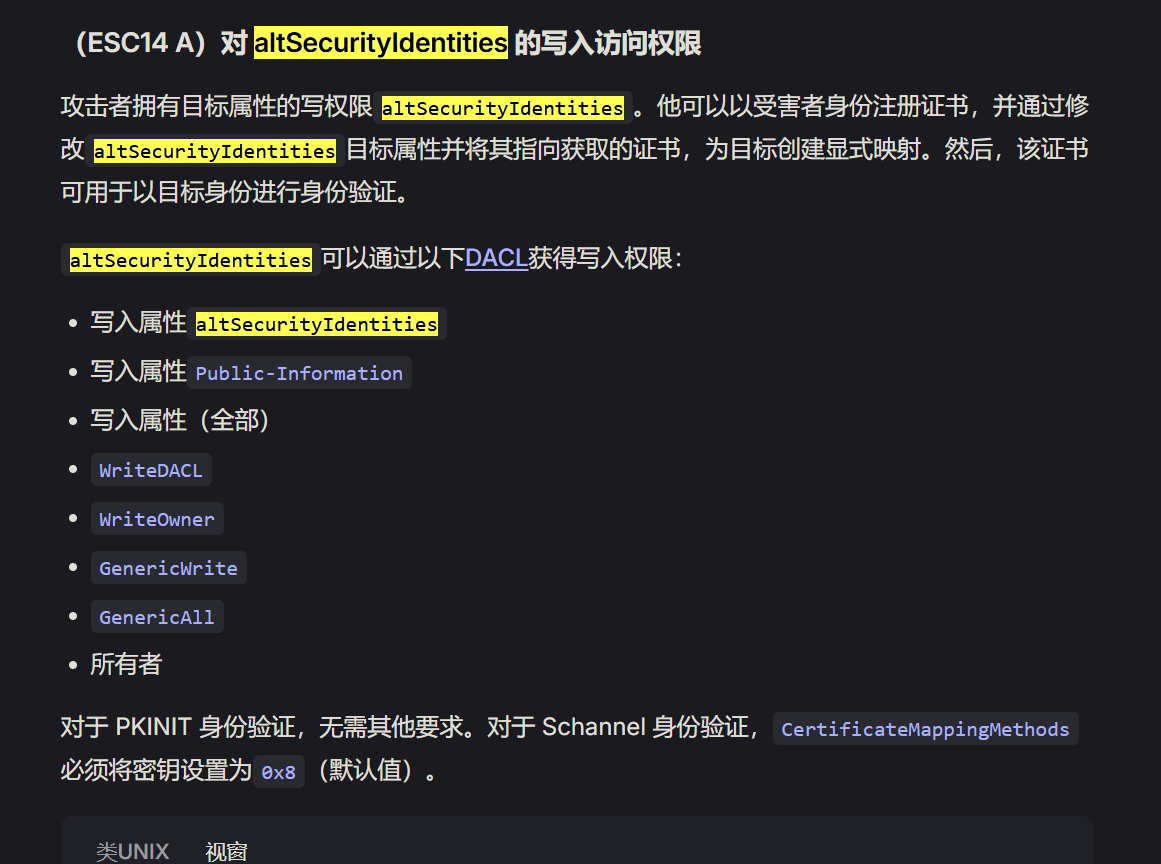 （ESC14 A）对 altSecurityIdentities 的写入访问权限
攻击者拥有目标属性的写权限 altSecurityIdentities 。他可以以受害者身份注册证书，并通过修
改 altSecurityIdentities 目标属性并将其指向获取的证书，为目标创建显式映射。然后，该证书
可用于以目标身份进行身份验证。
altSecurityIdentities 可以通过以下DACL获得写入权限：
• 写入属性 altSecurityIdentities
• 写入属性 Public-Information
• 写入属性（全部）
• WriteDACL
• WriteOwner
• GenericWrite
• GenericAll
• 所有者
对于 PKINIT 身份验证，无需其他要求。对于 Schannel 身份验证， CertificateMappingMethods
必须将密钥设置为 0x8 （默认值）。
类UNIX 视窗